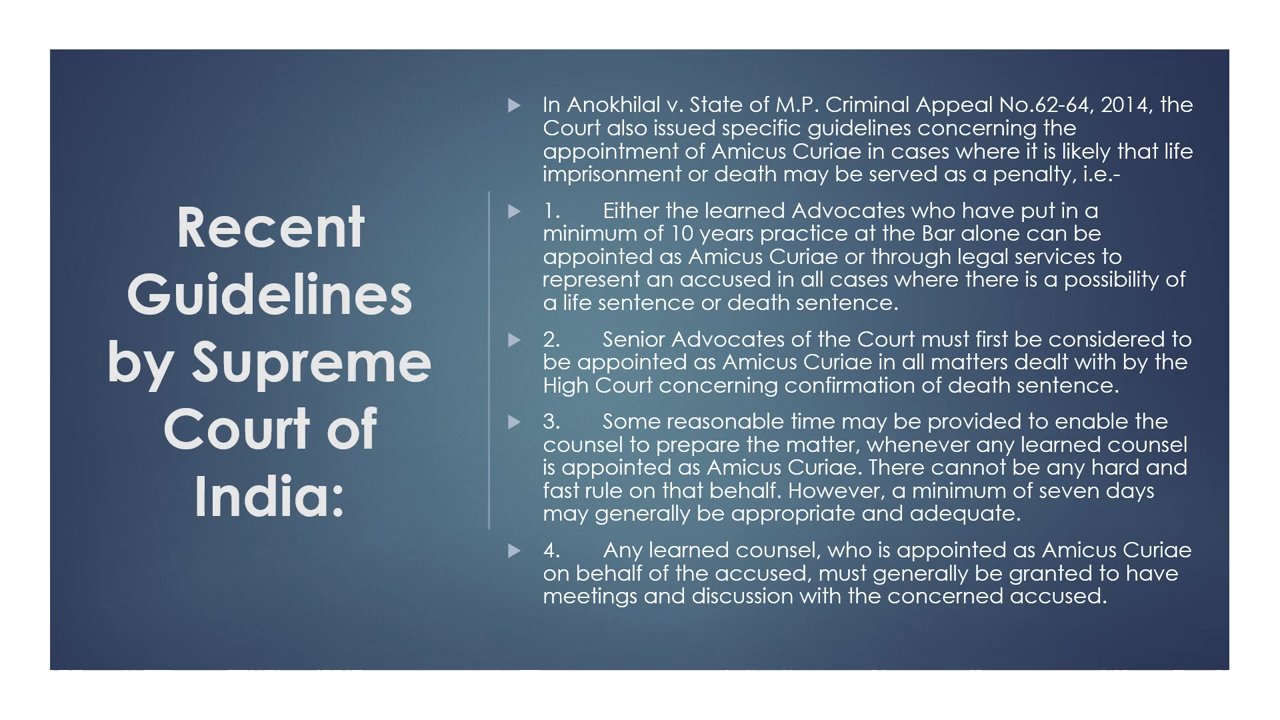 Recent
Guidelines
by Supreme
Court of
India:
In Anokhilal v. State of M.P. Criminal Appeal No.62-64, 2014, the
Court also issued specific guidelines concerning the
appointment of Amicus Curiae in cases where it is likely that life
imprisonment or death may be served as a penalty, i.e.-
1. Either the learned Advocates who have put in a
minimum of 10 years practice at the Bar alone can be
appointed as Amicus Curiae or through legal services to
represent an accused in all cases where there is a possibility of
a life sentence or death sentence.
2. Senior Advocates of the Court must first be considered to
be appointed as Amicus Curiae in all matters dealt with by the
High Court concerning confirmation of death sentence.
3. Some reasonable time may be provided to enable the
counsel to prepare the matter, whenever any learned counsel
is appointed as Amicus Curiae. There cannot be any hard and
fast rule on that behalf. However, a minimum of seven days
may generally be appropriate and adequate.
4. Any learned counsel, who is appointed as Amicus Curiae
on behalf of the accused, must generally be granted to have
meetings and discussion with the concerned accused.